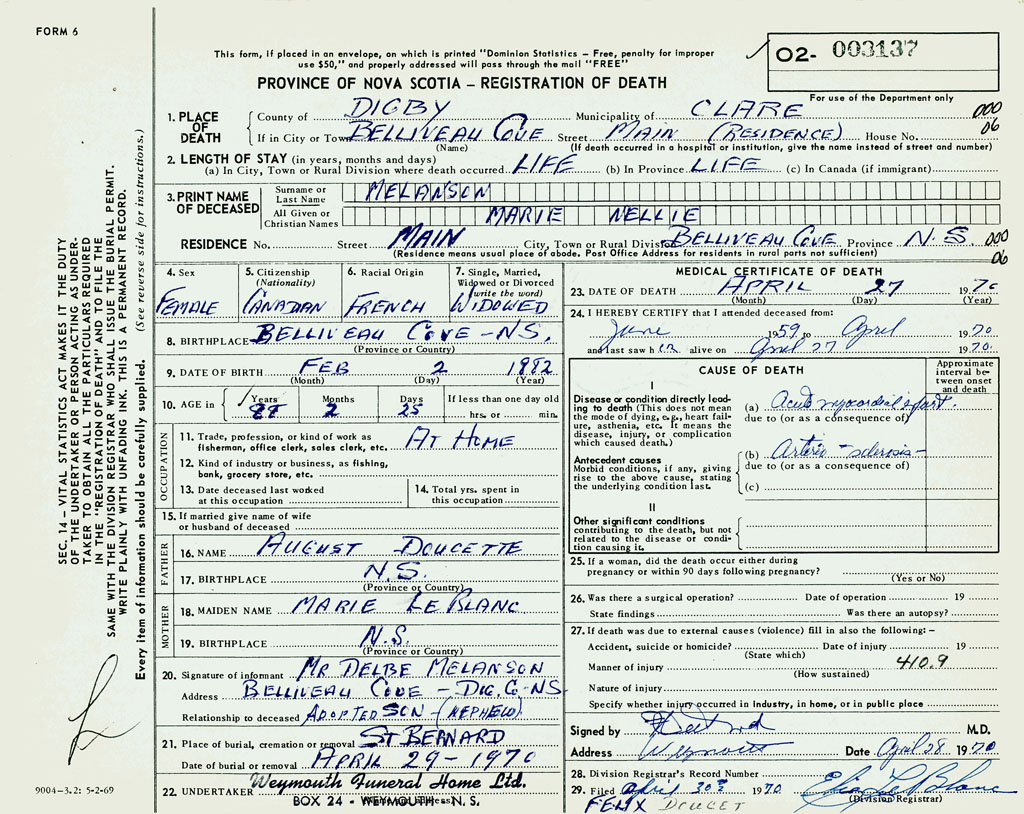 FORM 6
This form, if placed in an envelope, on which is printed "Dominion Statistics – Free, penalty for improper
use $50," and properly addressed will pass through the mail "FREE"
PROVINCE OF NOVA SCOTIA – REGISTRATION OF DEATH
02- 003137
For use of the Department only
1. PLACE OF DEATH
County of DIGBY Municipality of CLARE 000
If in City or Town BELLIVEAU COVE Street MAIN (RESIDENCE) House No. 06
(Name) (If death occurred in a hospital or institution, give the name instead of street and number)
2. LENGTH OF STAY (in years, months and days)
(a) In City, Town or Rural Division where death occurred LIFE (b) In Province LIFE (c) In Canada (if immigrant)
3. PRINT NAME OF DECEASED
Surname or Last Name MELANSON
All Given or Christian Names MARIE NELLIE
RESIDENCE No. Street MAIN City, Town or Rural Division BELLIVEAU COVE Province N.S. 000
(Residence means usual place of abode. Post Office Address for residents in rural parts not sufficient) 06
4. Sex
FEMALE
5. Citizenship
(Nationality)
CANADIAN
6. Racial Origin
FRENCH
7. Single, Married,
Widowed or Divorced
(write the word)
WIDOWED
8. BIRTHPLACE BELLIVEAU COVE - NS.
(Province or Country)
9. DATE OF BIRTH FEB 2 1882
(Month) (Day) (Year)
10. AGE in Years 88 Months 2 Days 25 If less than one day old
hrs. or min.
OCCUPATION
11. Trade, profession, or kind of work as
fisherman, office clerk, sales clerk, etc. AT HOME
12. Kind of industry or business, as fishing,
bank, grocery store, etc.
13. Date deceased last worked
at this occupation
14. Total yrs. spent in
this occupation
15. If married give name of wife
or husband of deceased
FATHER
16. NAME AUGUST DOUCETTE
17. BIRTHPLACE N.S.
(Province or Country)
MOTHER
18. MAIDEN NAME MARIE LE BLANC
19. BIRTHPLACE N.S.
(Province or Country)
20. Signature of informant MR DELBE MELANSON
Address BELLIVEAU COVE - DIG. Co - NS
Relationship to deceased ADOPTED SON - (NEPHEW)
21. Place of burial, cremation or removal ST BERNARD
Date of burial or removal APRIL 29 - 1970
22. UNDERTAKER Weymouth Funeral Home Ltd.
BOX 24 - WEYMOUTH - N. S.
MEDICAL CERTIFICATE OF DEATH
23. DATE OF DEATH APRIL 27 1970
(Month) (Day) (Year)
24. I HEREBY CERTIFY that I attended deceased from:
June 1959 to April 1970
and last saw her alive on April 27 1970.
CAUSE OF DEATH
Approximate
interval be-
tween onset
and death
I
Disease or condition directly lead-
ing to death (This does not mean
the mode of dying, e.g., heart failure,
asthenia, etc. It means the
disease, injury, or complication
which caused death.)
(a) Acute myocardial
due to (or as a consequence of)
Antecedent causes
Morbid conditions, if any, giving
rise to the above cause, stating
the underlying condition last.
(b) Arterio-sclerosis-
due to (or as a consequence of)
(c)
II
Other significant conditions
contributing to the death, but not
related to the disease or condi-
tion causing it.
25. If a woman, did the death occur either during
pregnancy or within 90 days following pregnancy?
(Yes or No)
26. Was there a surgical operation? Date of operation 19
State findings Was there an autopsy?
27. If death was due to external causes (violence) fill in also the following: –
Accident, suicide or homicide? Date of injury 19
(State which)
Manner of injury 410.9
(How sustained)
Nature of injury
Specify whether injury occurred in Industry, in home, or in public place
Signed by M.D.
Address Weymouth Date April 28 1970
28. Division Registrar's Record Number
29. Filed April 30th 1970 LeBlanc
(Division Registrar)
FELIX DOUCET
SEC. 14 – VITAL STATISTICS ACT MAKES IT THE DUTY
OF THE UNDERTAKER OR PERSON ACTING AS UNDER-
TAKER TO OBTAIN ALL THE PARTICULARS REQUIRED
IN THE "REGISTRATION OF DEATH" AND TO FILE THE
SAME WITH THE DIVISION REGISTRAR WHO SHALL ISSUE THE BURIAL PERMIT.
WRITE PLAINLY WITH UNFADING INK. THIS IS A PERMANENT RECORD.
Every item of information should be carefully supplied. (See reverse side for instructions.)
9004-3.2: 5-2-69